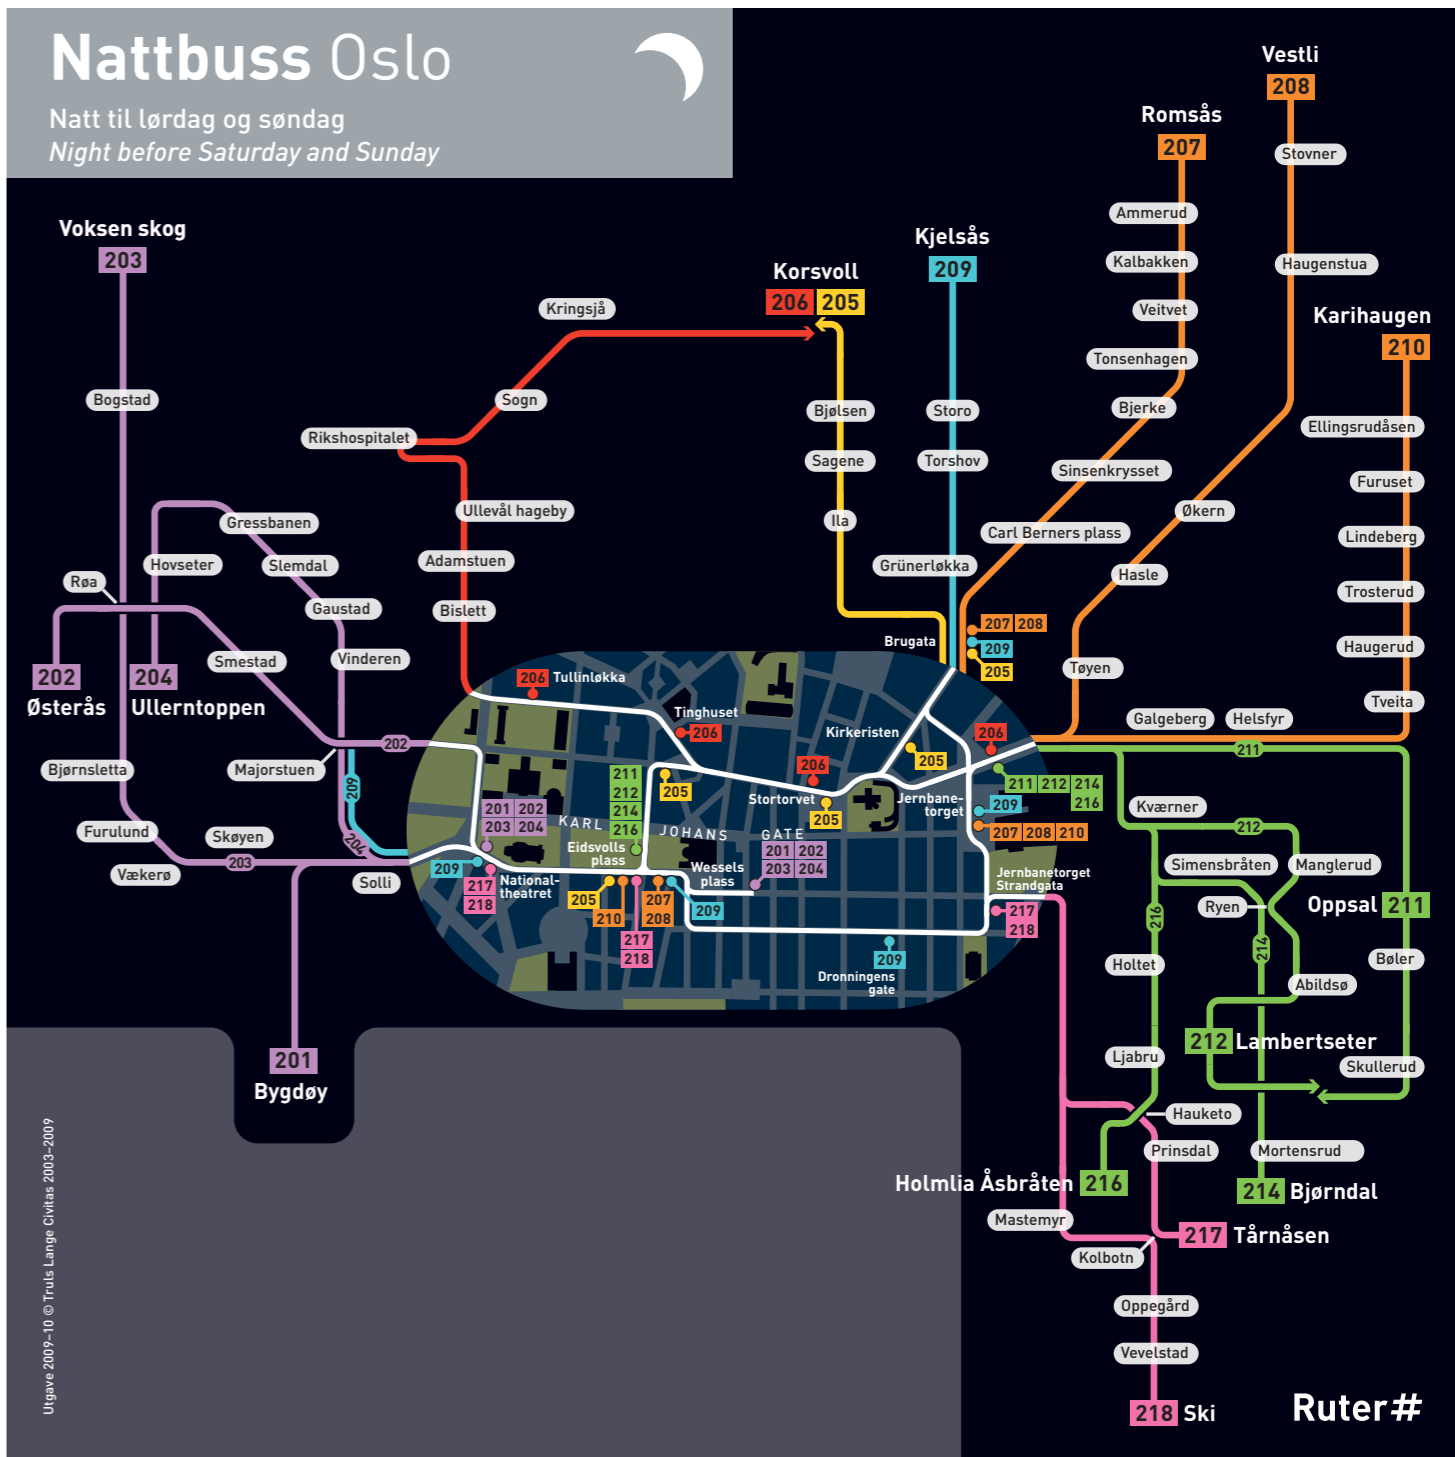 Nattbuss Oslo
Natt til lørdag og søndag
Night before Saturday and Sunday
Vestli
208
Romsås
207
Stovner
Ammerud
Voksen skog
203
Kjelsås
209
Kalbakken
Haugenstua
Korsvoll
206 205
Kringsjå
Veitvet
Karihaugen
210
Tonsenhagen
Bogstad
Sogn
Bjølsen
Storo
Bjerke
Ellingsrudåsen
Rikshospitalet
Sagene
Torshov
Sinsenkrysset
Furuset
Ullevål hageby
Økern
Gressbanen
Ila
Carl Berners plass
Lindeberg
Hovseter
Slemdal
Adamstuen
Grünerløkka
Hasle
Røa
Trosterud
Gaustad
Bislett
207 208
Brugata
209
205
Haugerud
Smestad
Vinderen
Tøyen
202
Østerås
204
Ullerntoppen
206
Tullinløkka
Tveita
Tinghuset
206
Galgeberg
Helsfyr
Kirkeristen
205
206
202
211
Bjørnsletta
Majorstuen
209
211
212
214
216
205
206
Stortorvet
205
Jernbane-
torget
211 212 214
216
209
207 208 210
Kværner
212
201 202
203 204
KARL JOHANS GATE
Eidsvolls
plass
Furulund
Skøyen
204
203
Vækerø
Solli
209
217
218
National-
theatret
Wessels
plass
201 202
203 204
205
210
207
208
209
217
218
Jernbanetorget
Strandgata
217
218
Simensbråten
Manglerud
Ryen
216
214
Oppsal 211
209
Dronningens
gate
Holtet
Bøler
Abildsø
212 Lambertseter
201
Bygdøy
Ljabru
Skullerud
Hauketo
Prinsdal
Mortensrud
Holmlia Åsbråten 216
214 Bjørndal
Mastemyr
217 Tårnåsen
Kolbotn
Oppegård
Vevelstad
218 Ski
Ruter#
Utgave 2009–10 © Truls Lange Civitas 2003–2009